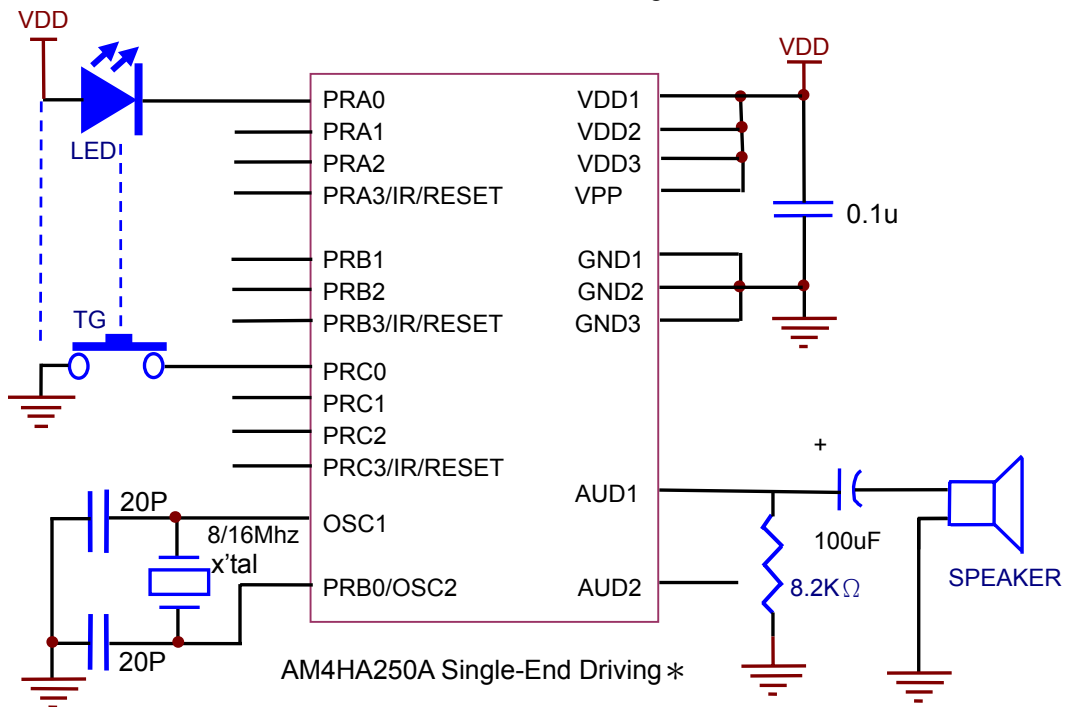 VDD
VDD
LED
TG
PRA0
PRA1
PRA2
PRA3/IR/RESET
PRB1
PRB2
PRB3/IR/RESET
PRC0
PRC1
PRC2
PRC3/IR/RESET
OSC1
PRB0/OSC2
VDD1
VDD2
VDD3
VPP
GND1
GND2
GND3
AUD1
AUD2
0.1u
+
100uF
8.2KΩ
SPEAKER
20P
8/16Mhz
x'tal
20P
AM4HA250A Single-End Driving*